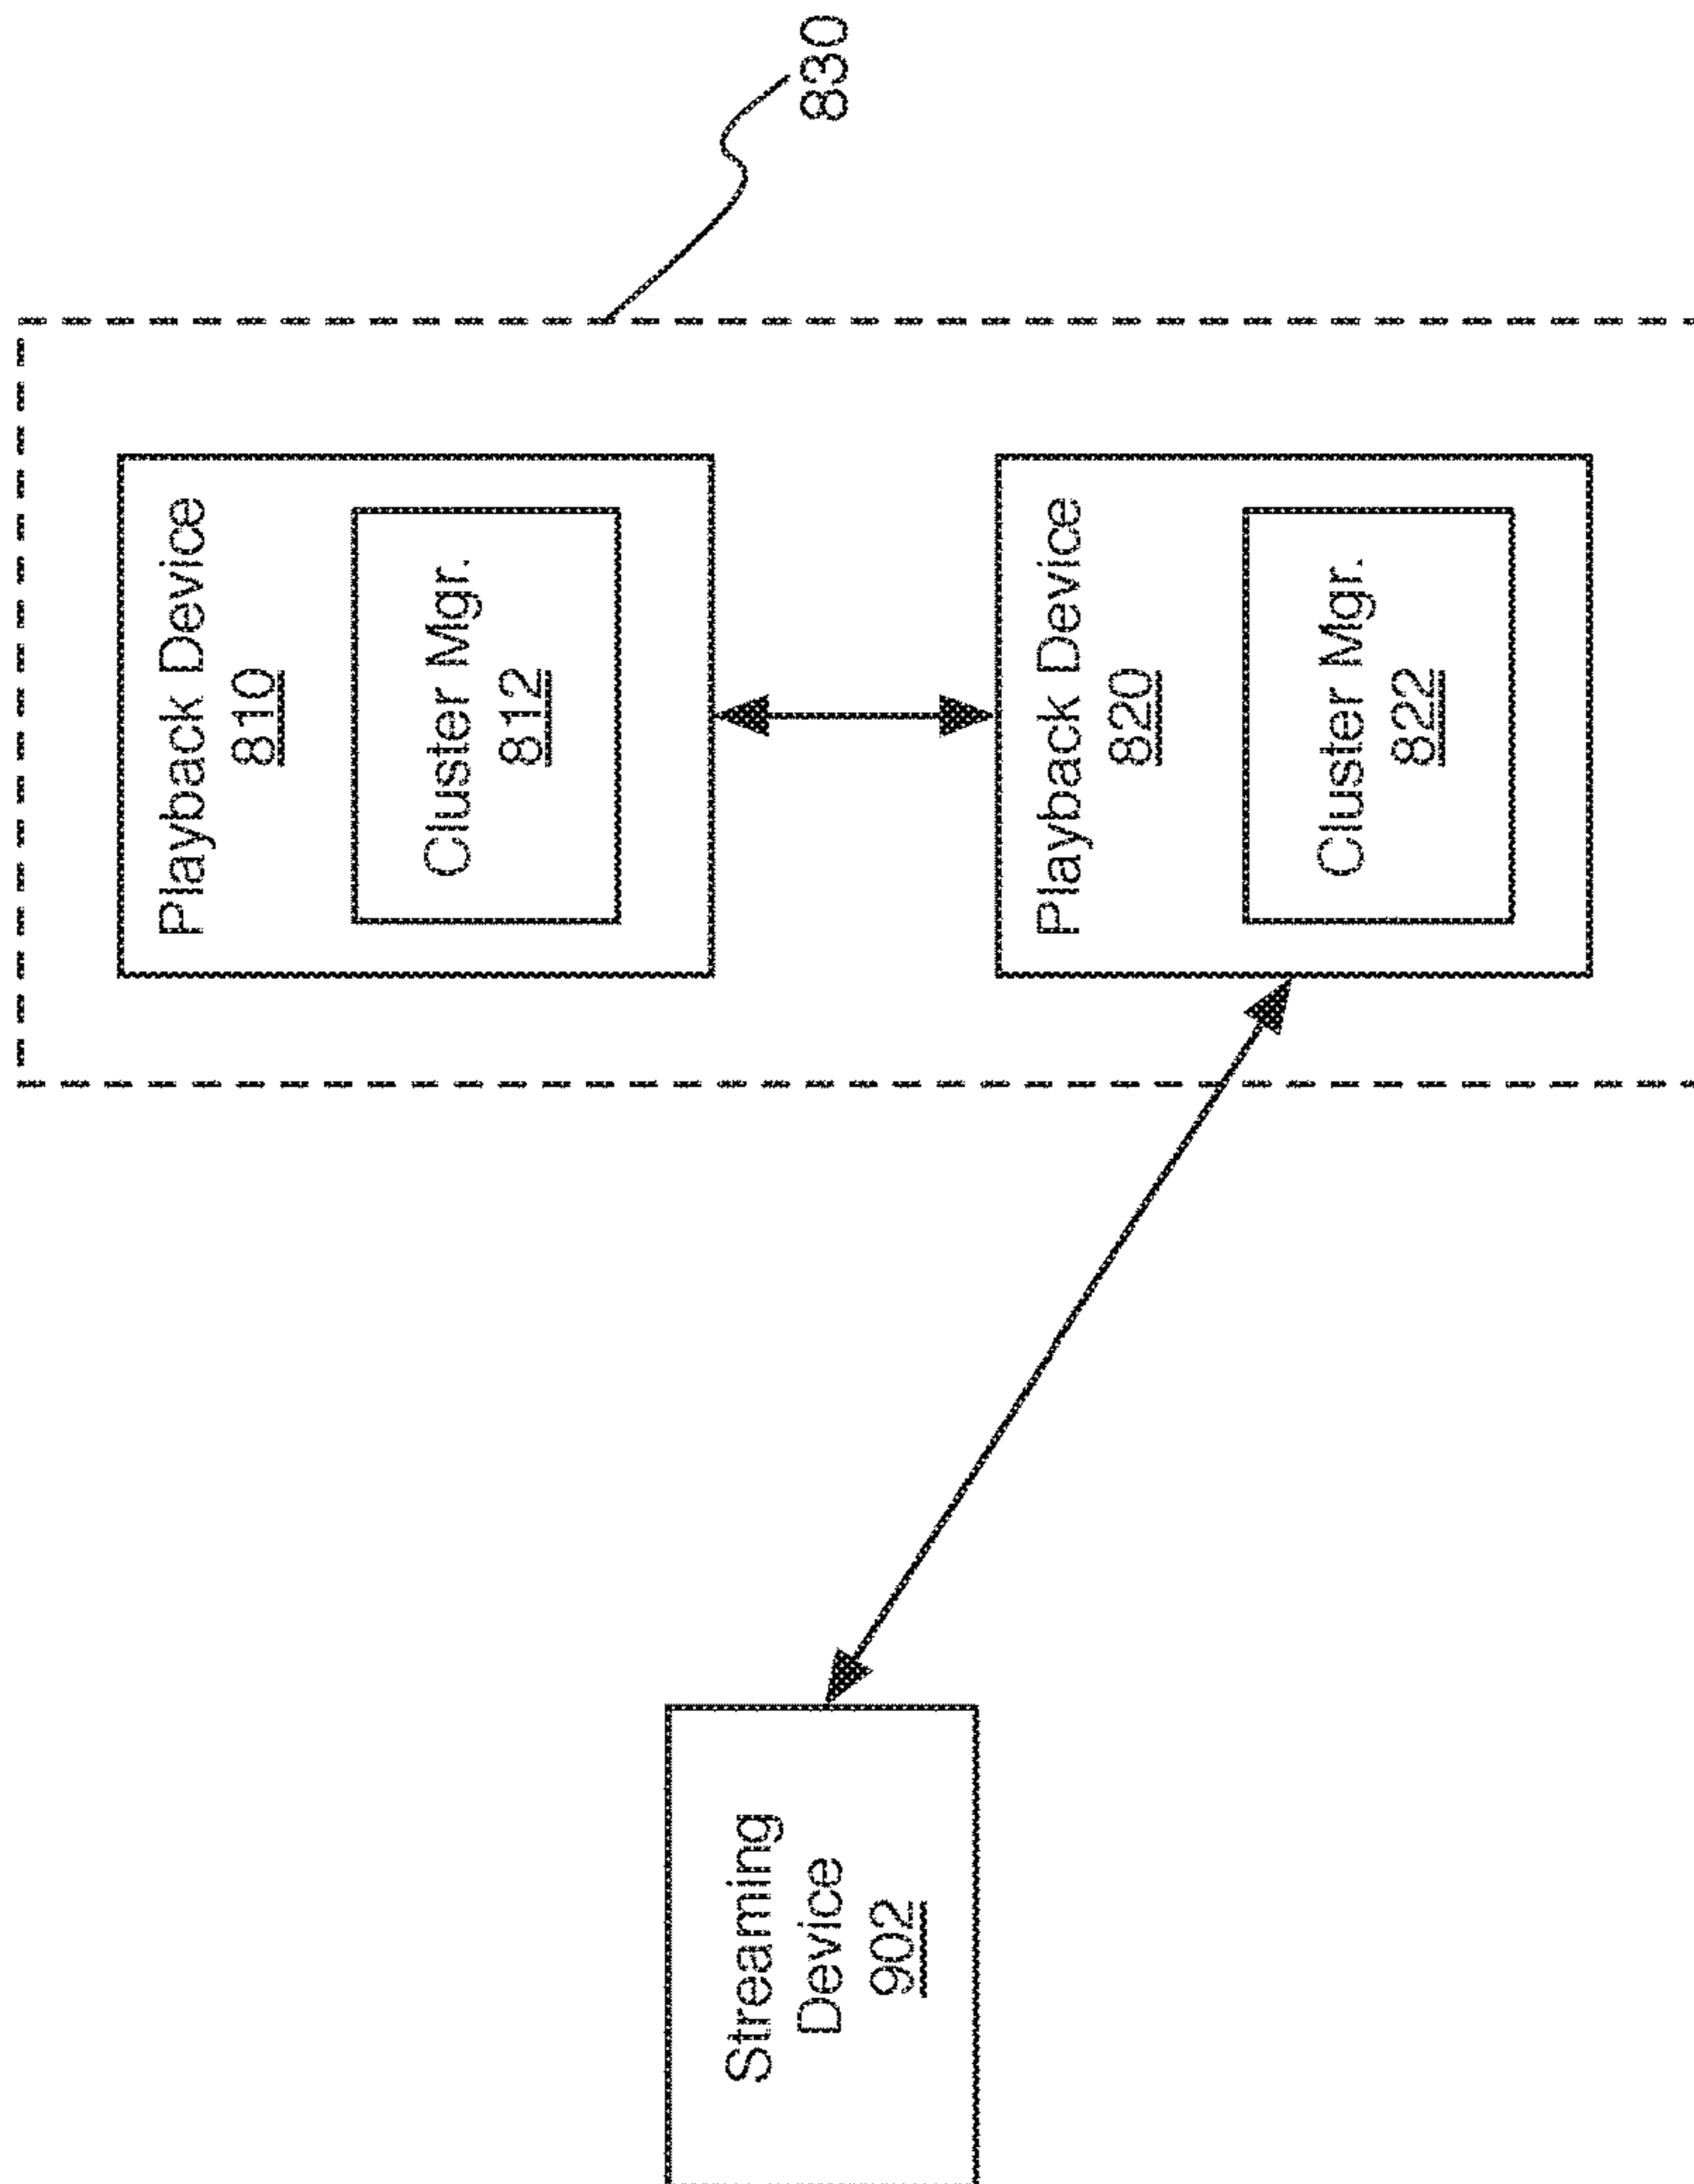 Streaming
Device
902
Playback Device
810
Cluster Mgr.
812
Playback Device
820
Cluster Mgr.
822
830